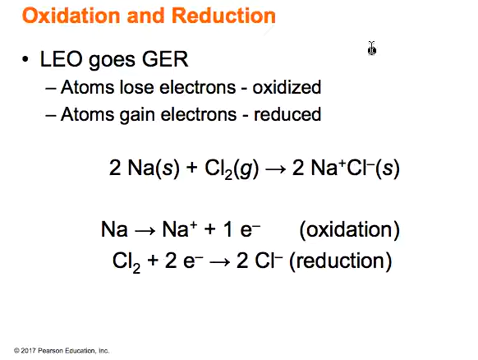 Oxidation and Reduction
• LEO goes GER
– Atoms lose electrons - oxidized
– Atoms gain electrons - reduced
2 Na(s) + Cl₂(g) → 2 Na⁺Cl⁻(s)
Na → Na⁺ + 1 e⁻ (oxidation)
Cl₂ + 2 e⁻ → 2 Cl⁻ (reduction)
© 2017 Pearson Education, Inc.